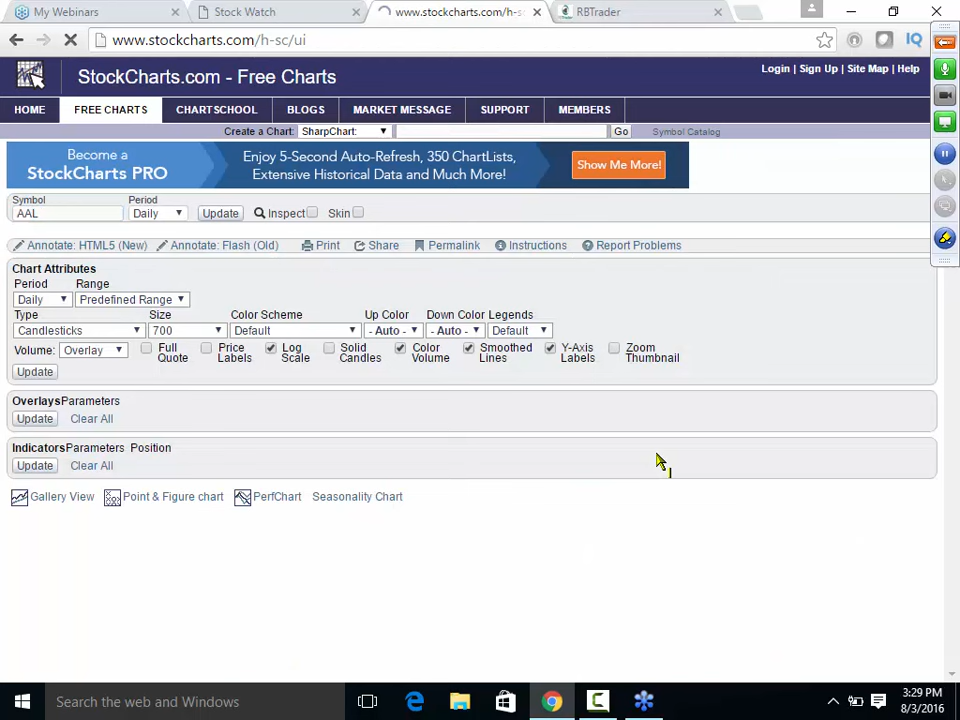 My Webinars
Stock Watch
www.stockcharts.com/h-sc
RBTrader
www.stockcharts.com/h-sc/ui
IQ
StockCharts.com - Free Charts
Login | Sign Up | Site Map | Help
HOME FREE CHARTS CHARTSCHOOL BLOGS MARKET MESSAGE SUPPORT MEMBERS
Create a Chart: SharpChart: Go Symbol Catalog
Become a
StockCharts PRO
Enjoy 5-Second Auto-Refresh, 350 ChartLists,
Extensive Historical Data and Much More!
Show Me More!
Symbol Period
AAL Daily Update Inspect Skin
Annotate: HTML5 (New) Annotate: Flash (Old) Print Share Permalink Instructions Report Problems
Chart Attributes
Period Range
Daily Predefined Range
Type Size Color Scheme Up Color Down Color Legends
Candlesticks 700 Default - Auto - - Auto - Default
Volume: Overlay Full Quote Price Labels Log Scale Solid Candles Color Volume Smoothed Lines Y-Axis Labels Zoom Thumbnail
Update
OverlaysParameters
Update Clear All
IndicatorsParameters Position
Update Clear All
Gallery View Point & Figure chart PerfChart Seasonality Chart
Search the web and Windows
3:29 PM
8/3/2016